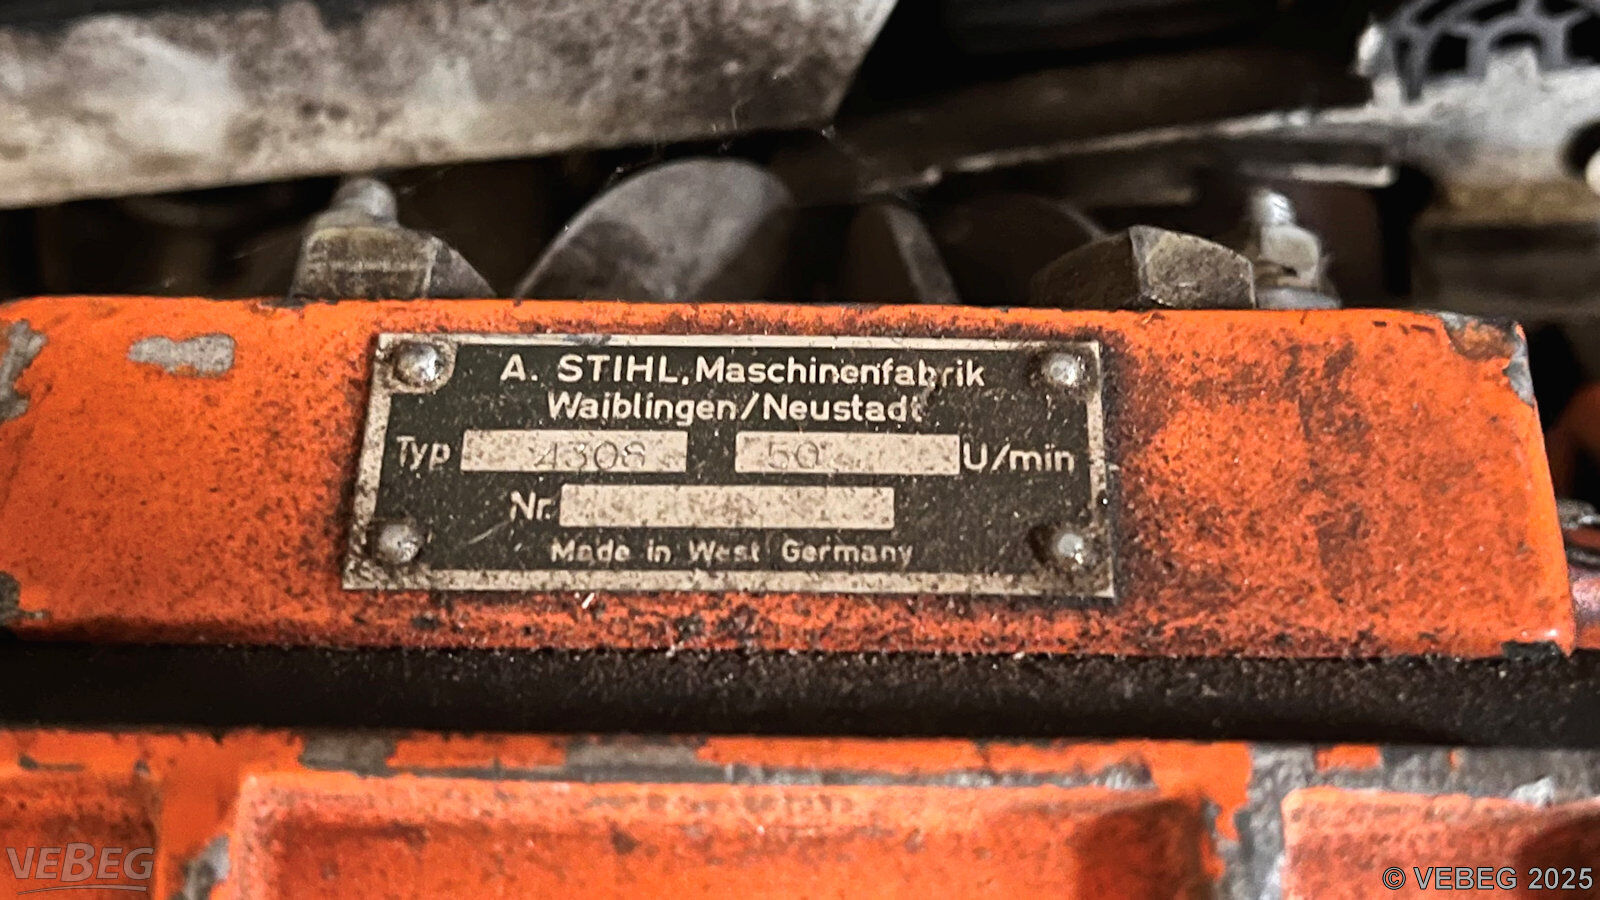 A. STIHL, Maschinenfabrik
Waiblingen/Neustadt
Typ 4308 50 U/min
Nr.
Made in West Germany
VEBEG
© VEBEG 2025